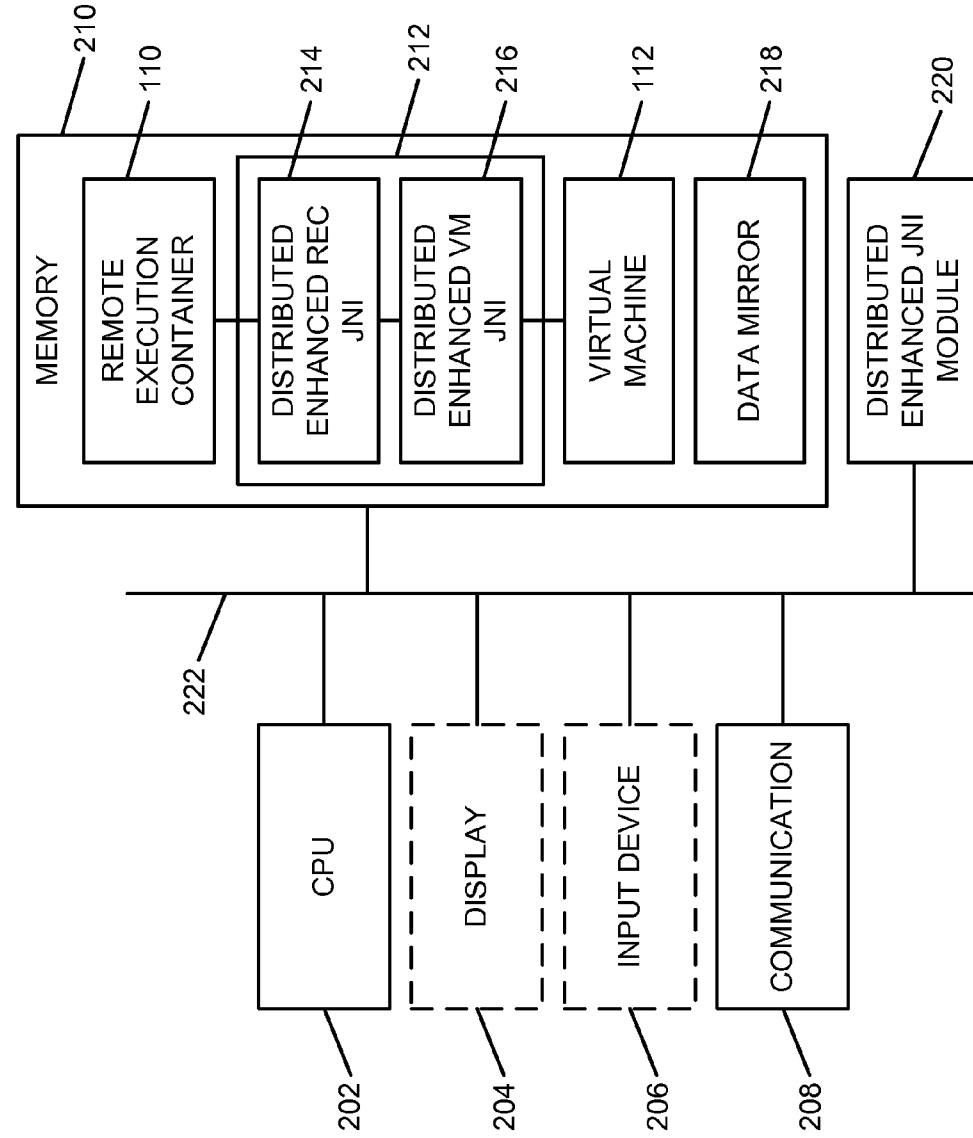 202
CPU
204
DISPLAY
206
INPUT DEVICE
208
COMMUNICATION
222
MEMORY
210
REMOTE
EXECUTION
CONTAINER
110
DISTRIBUTED
ENHANCED REC
JNI
214
212
DISTRIBUTED
ENHANCED VM
JNI
216
VIRTUAL
MACHINE
112
DATA MIRROR
218
DISTRIBUTED
ENHANCED JNI
MODULE
220